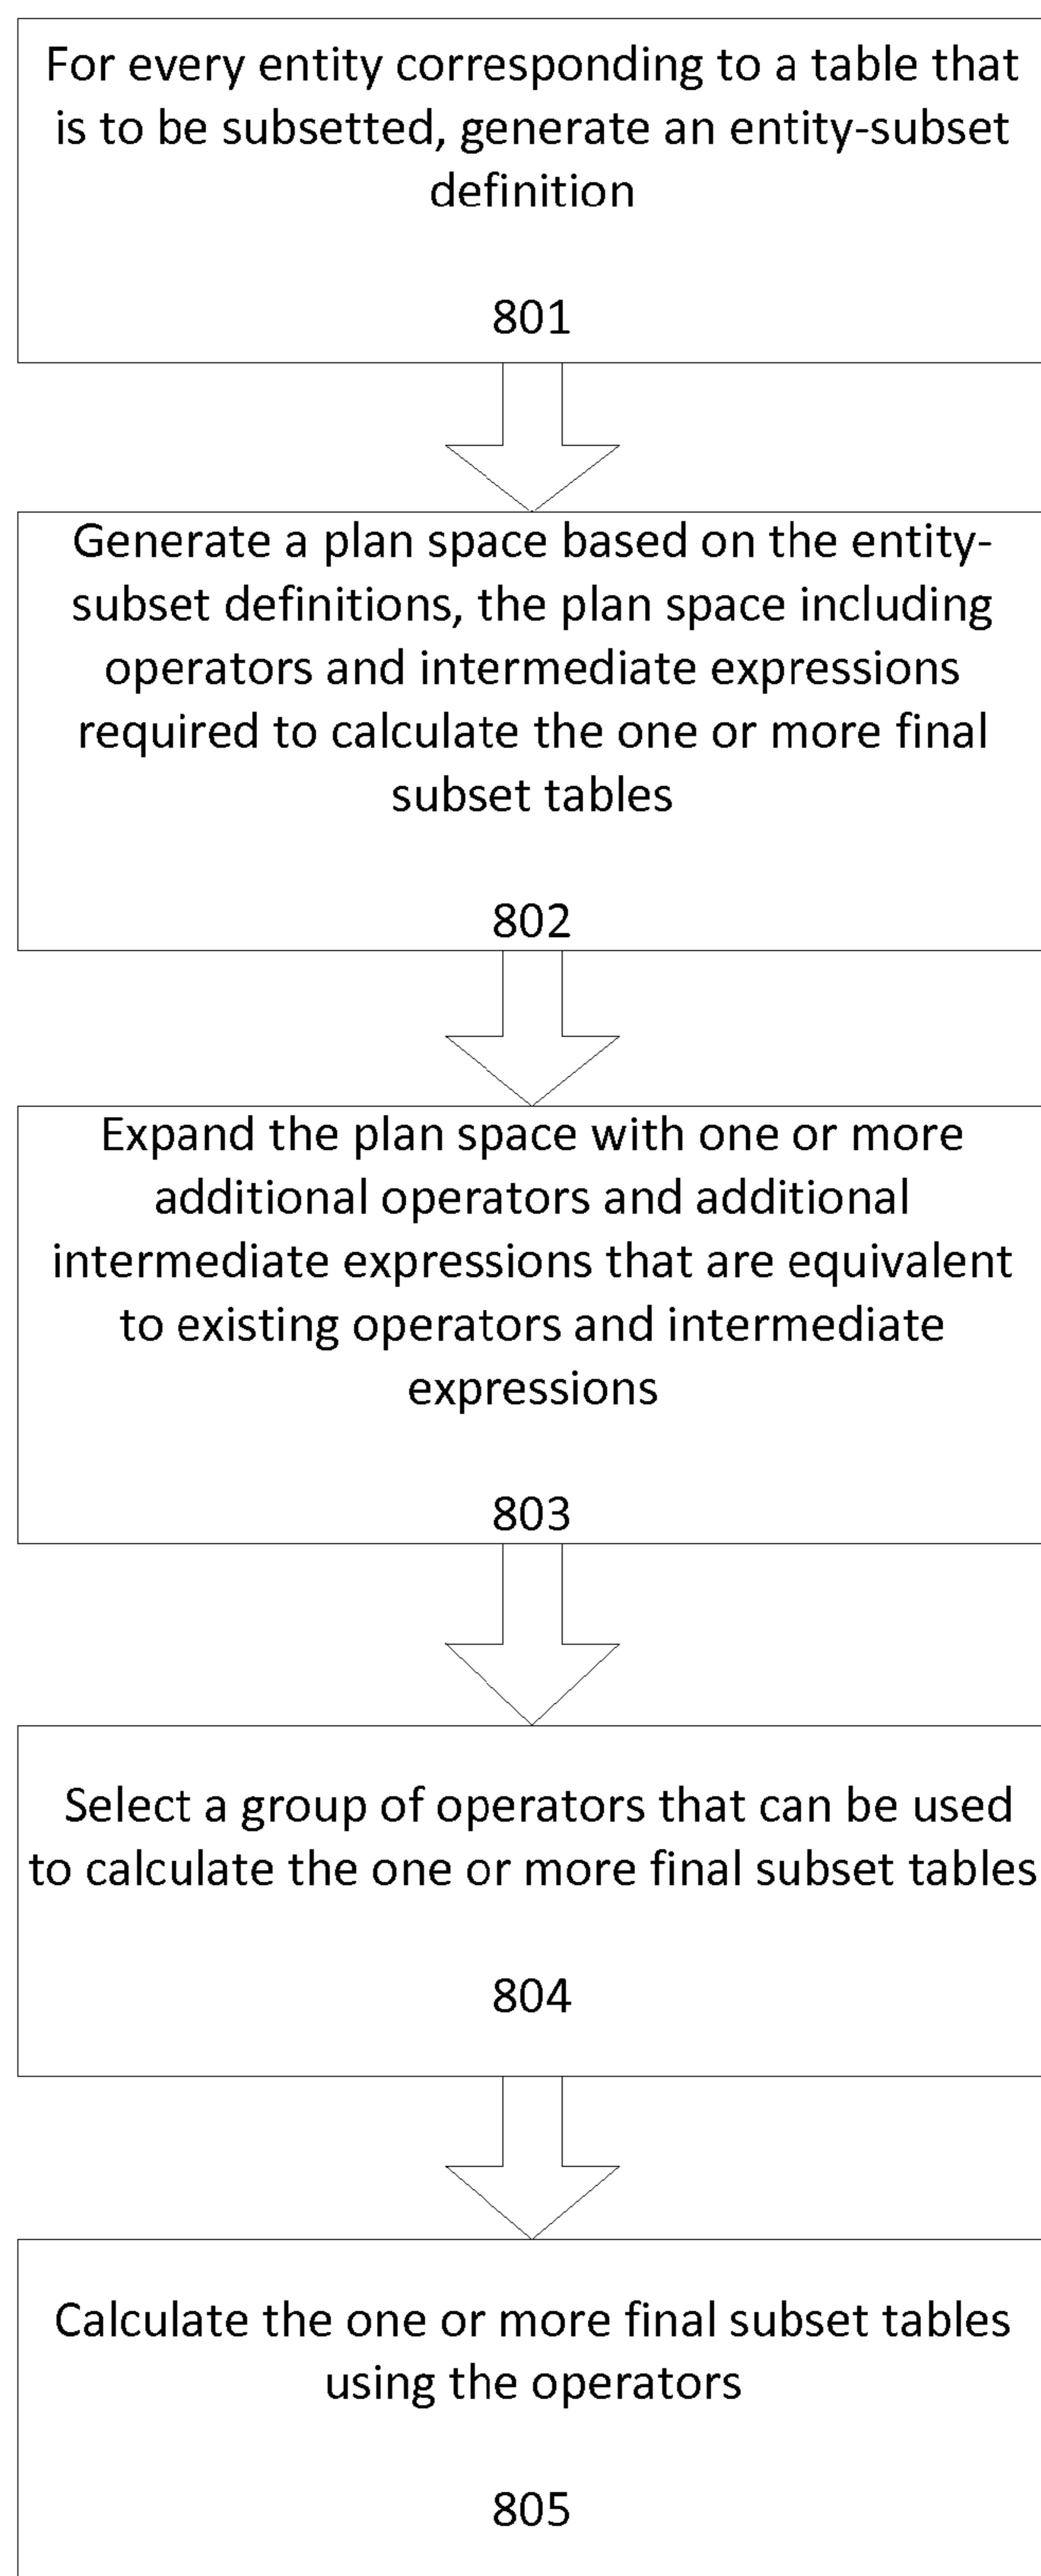 For every entity corresponding to a table that
is to be subsetted, generate an entity-subset
definition
801
Generate a plan space based on the entity-
subset definitions, the plan space including
operators and intermediate expressions
required to calculate the one or more final
subset tables
802
Expand the plan space with one or more
additional operators and additional
intermediate expressions that are equivalent
to existing operators and intermediate
expressions
803
Select a group of operators that can be used
to calculate the one or more final subset tables
804
Calculate the one or more final subset tables
using the operators
805